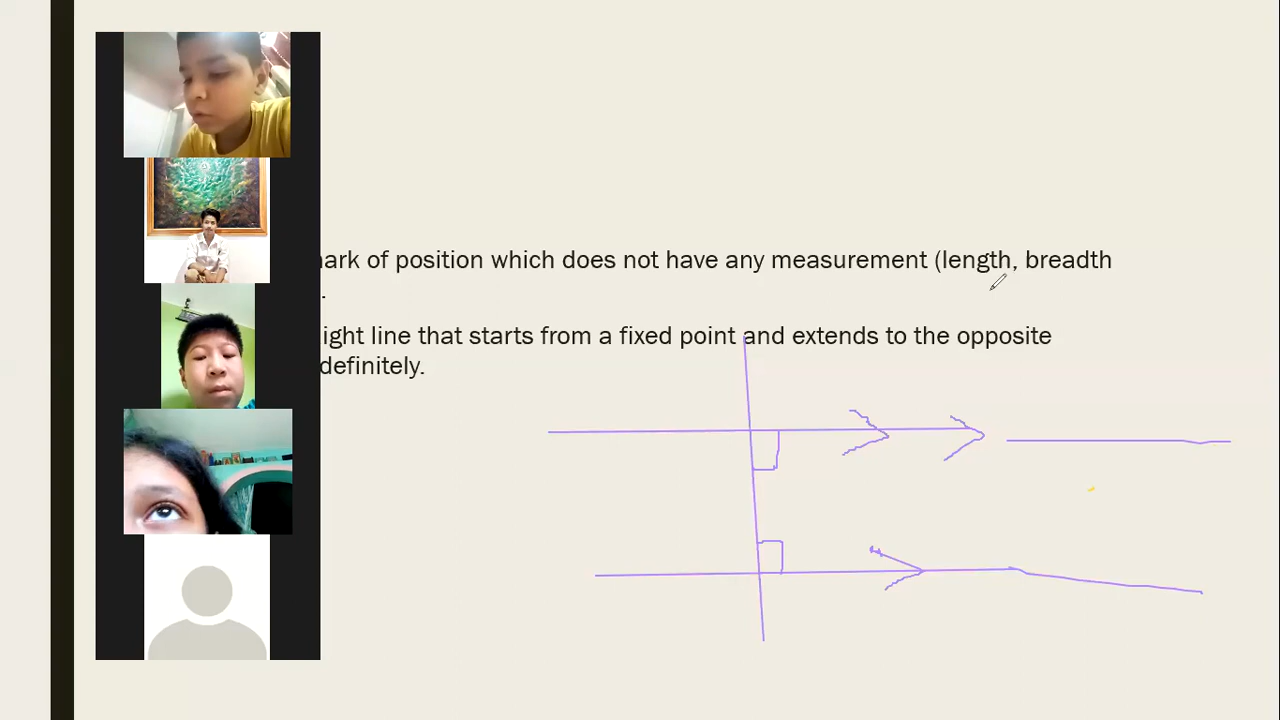 mark of position which does not have any measurement (length, breadth
.
ight line that starts from a fixed point and extends to the opposite
definitely.